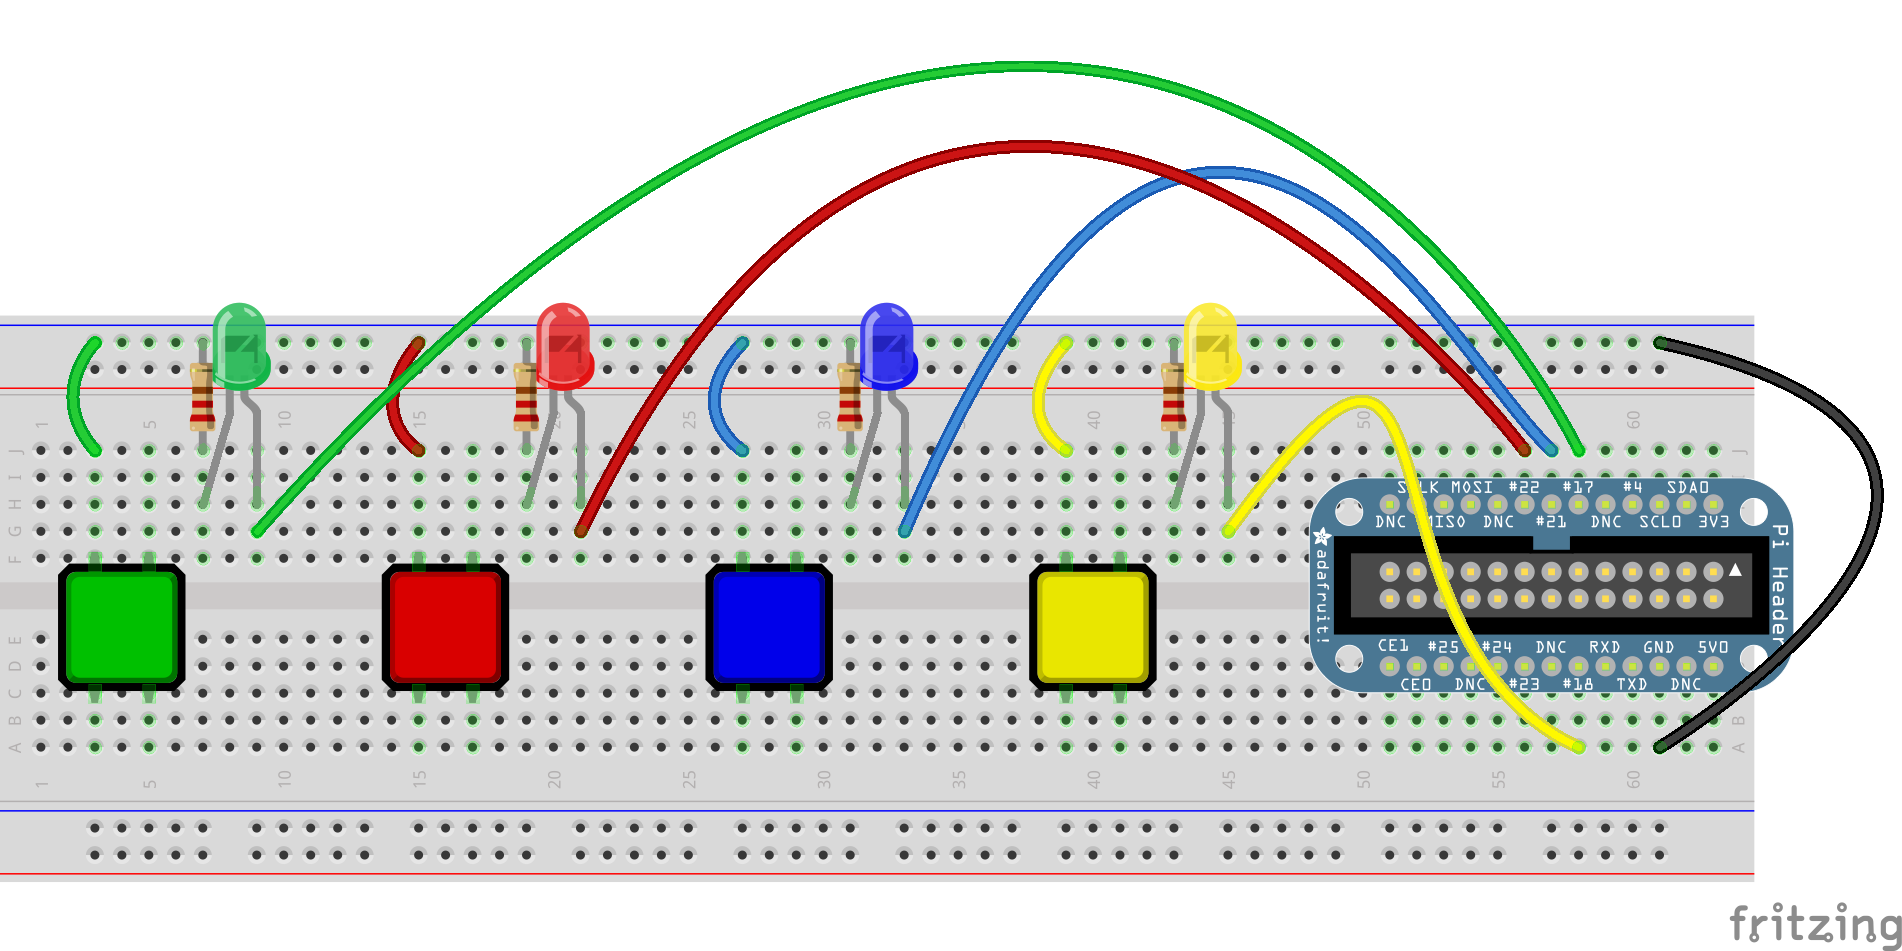 1 5 10 15 20 25 30 35 40 45 50 55 60
J J
I
H
G
F
SCLK MOSI #22 #17 #4 SDA0
DNC MISO DNC #21 DNC SCL0 3V3
adafruit!
Pi Header
CE1 #25 #24 DNC RXD GND 5V0
CE0 DNC #23 #18 TXD DNC
E
D
C
B B
A A
1 5 10 15 20 25 30 35 40 45 50 55 60
fritzing